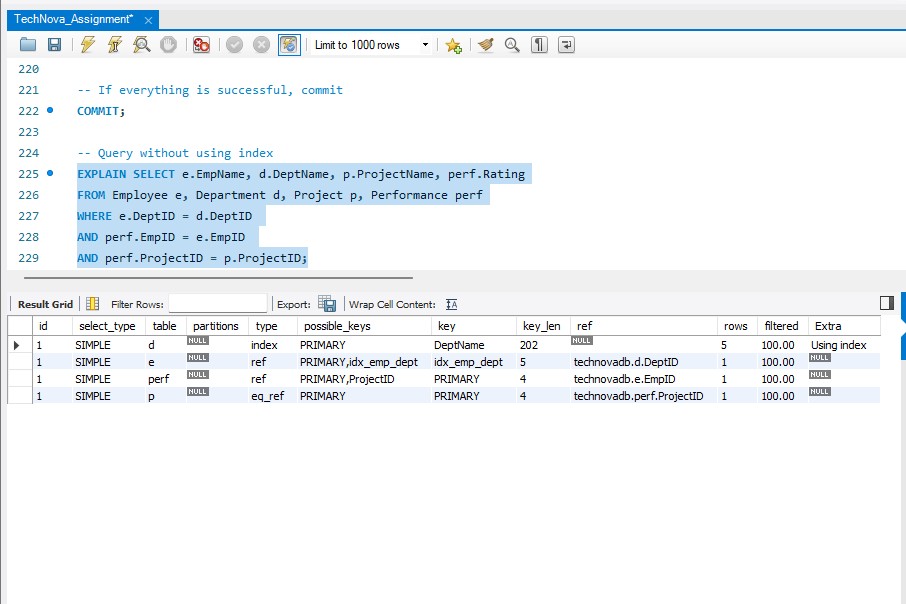 TechNova_Assignment* ×
Limit to 1000 rows
220
221 -- If everything is successful, commit
222 COMMIT;
223
224 -- Query without using index
225 EXPLAIN SELECT e.EmpName, d.DeptName, p.ProjectName, perf.Rating
226 FROM Employee e, Department d, Project p, Performance perf
227 WHERE e.DeptID = d.DeptID
228 AND perf.EmpID = e.EmpID
229 AND perf.ProjectID = p.ProjectID;
Result Grid Filter Rows: Export: Wrap Cell Content: IA
id select_type table partitions type possible_keys key key_len ref rows filtered Extra
1 SIMPLE d NULL index PRIMARY DeptName 202 NULL 5 100.00 Using index
1 SIMPLE e NULL ref PRIMARY,idx_emp_dept idx_emp_dept 5 technovadb.d.DeptID 1 100.00 NULL
1 SIMPLE perf NULL ref PRIMARY,ProjectID PRIMARY 4 technovadb.e.EmpID 1 100.00 NULL
1 SIMPLE p NULL eq_ref PRIMARY PRIMARY 4 technovadb.perf.ProjectID 1 100.00 NULL